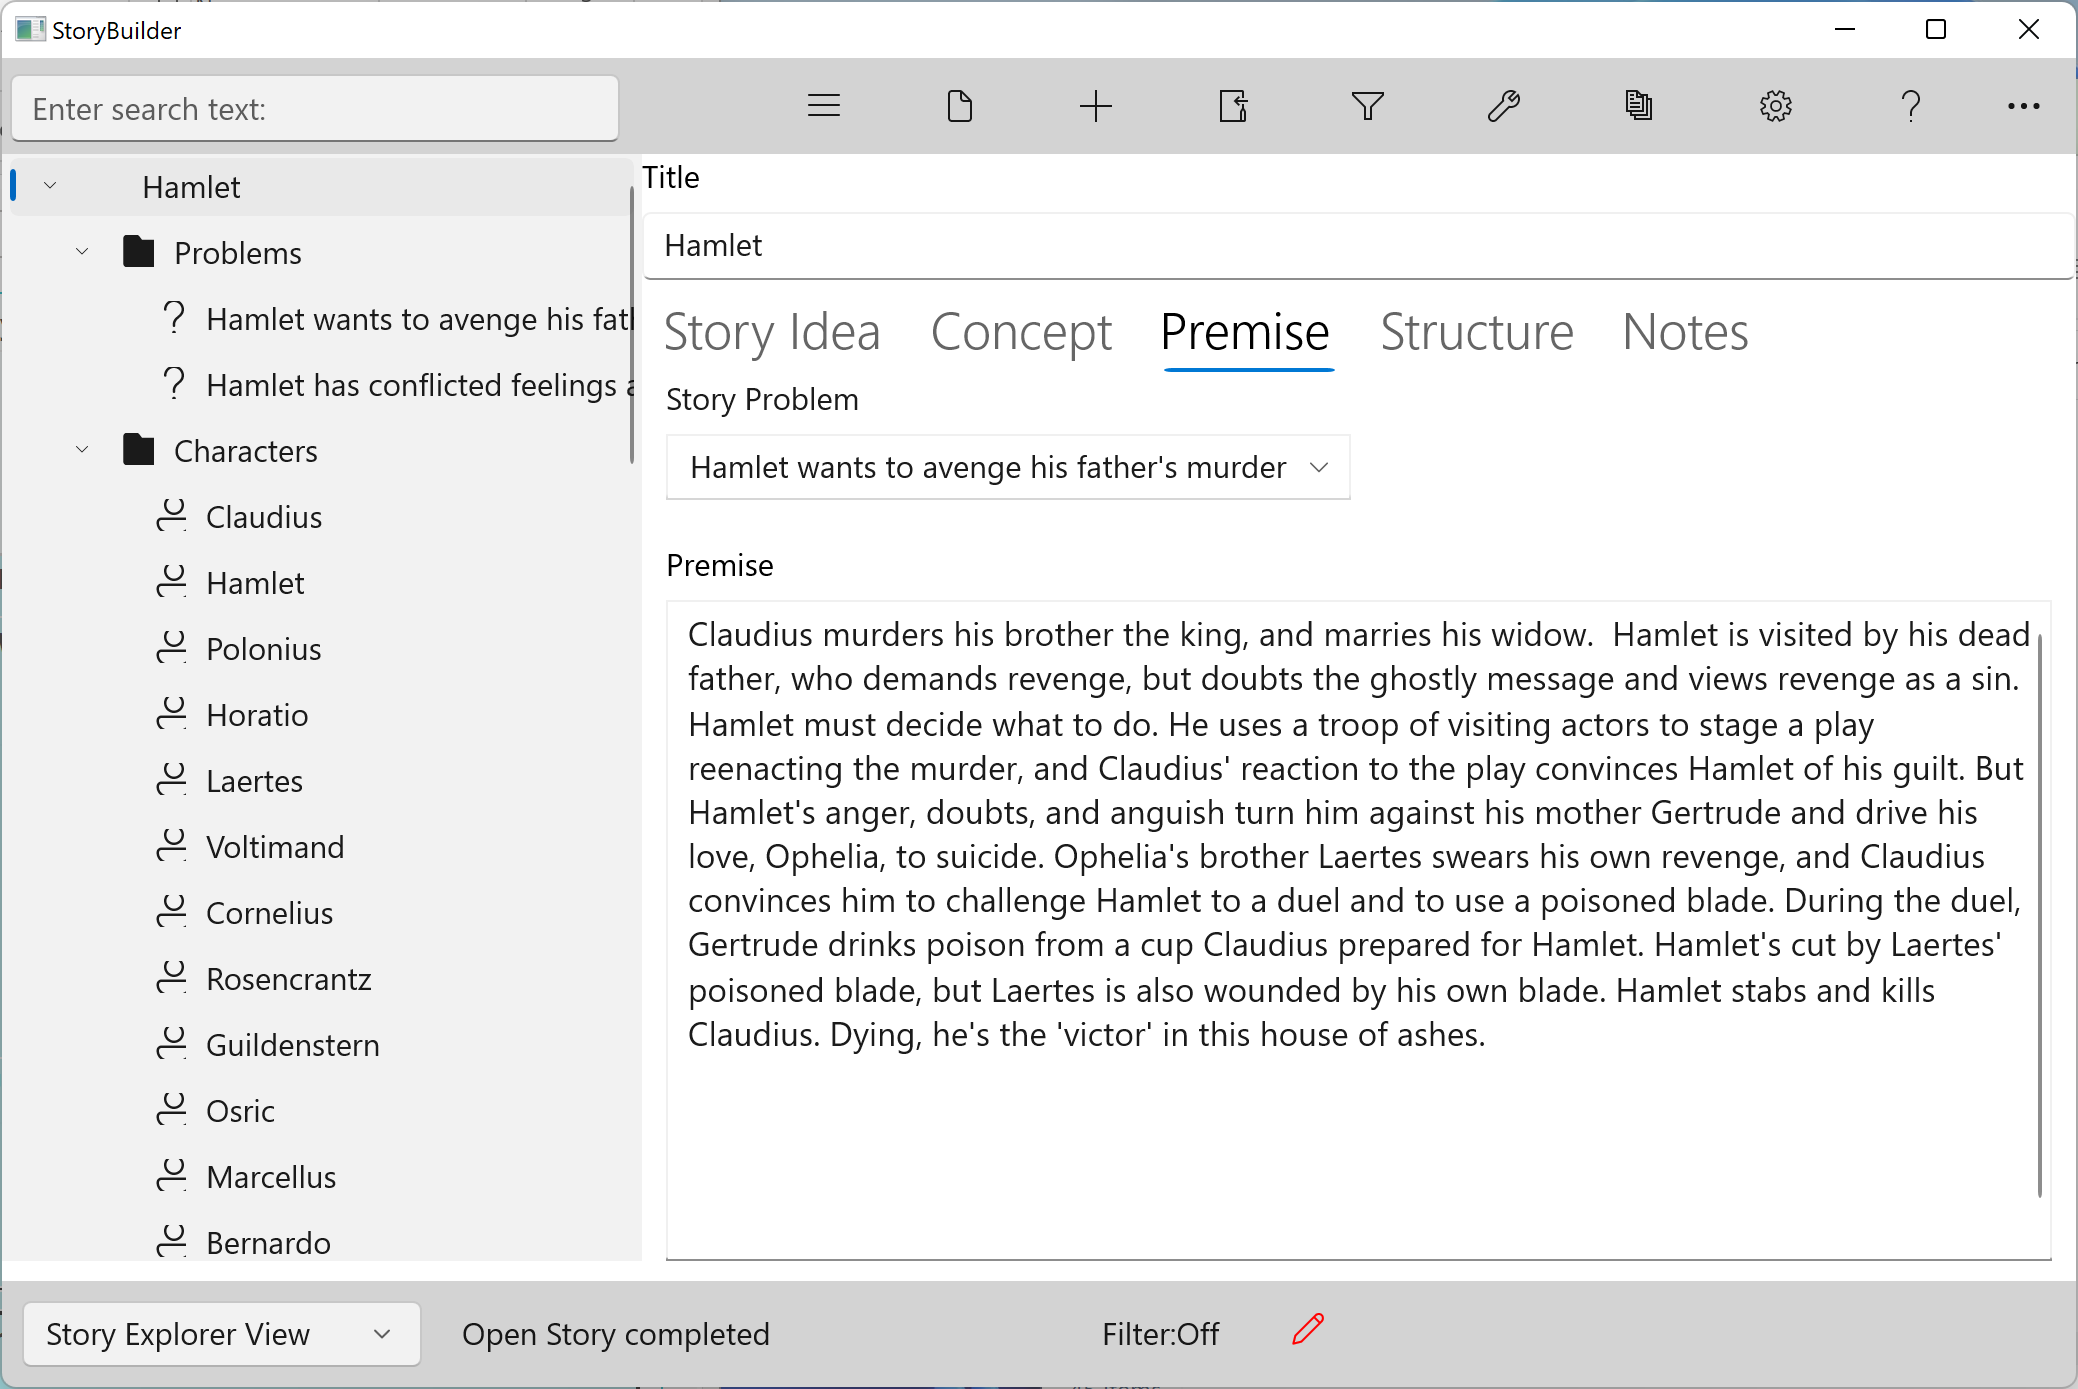 StoryBuilder
Enter search text:
Hamlet
Problems
Hamlet wants to avenge his fath
Hamlet has conflicted feelings a
Characters
Claudius
Hamlet
Polonius
Horatio
Laertes
Voltimand
Cornelius
Rosencrantz
Guildenstern
Osric
Marcellus
Bernardo
Title
Hamlet
Story Idea Concept Premise Structure Notes
Story Problem
Hamlet wants to avenge his father's murder
Premise
Claudius murders his brother the king, and marries his widow.  Hamlet is visited by his dead
father, who demands revenge, but doubts the ghostly message and views revenge as a sin.
Hamlet must decide what to do. He uses a troop of visiting actors to stage a play
reenacting the murder, and Claudius' reaction to the play convinces Hamlet of his guilt. But
Hamlet's anger, doubts, and anguish turn him against his mother Gertrude and drive his
love, Ophelia, to suicide. Ophelia's brother Laertes swears his own revenge, and Claudius
convinces him to challenge Hamlet to a duel and to use a poisoned blade. During the duel,
Gertrude drinks poison from a cup Claudius prepared for Hamlet. Hamlet's cut by Laertes'
poisoned blade, but Laertes is also wounded by his own blade. Hamlet stabs and kills
Claudius. Dying, he's the 'victor' in this house of ashes.
Story Explorer View
Open Story completed
Filter:Off